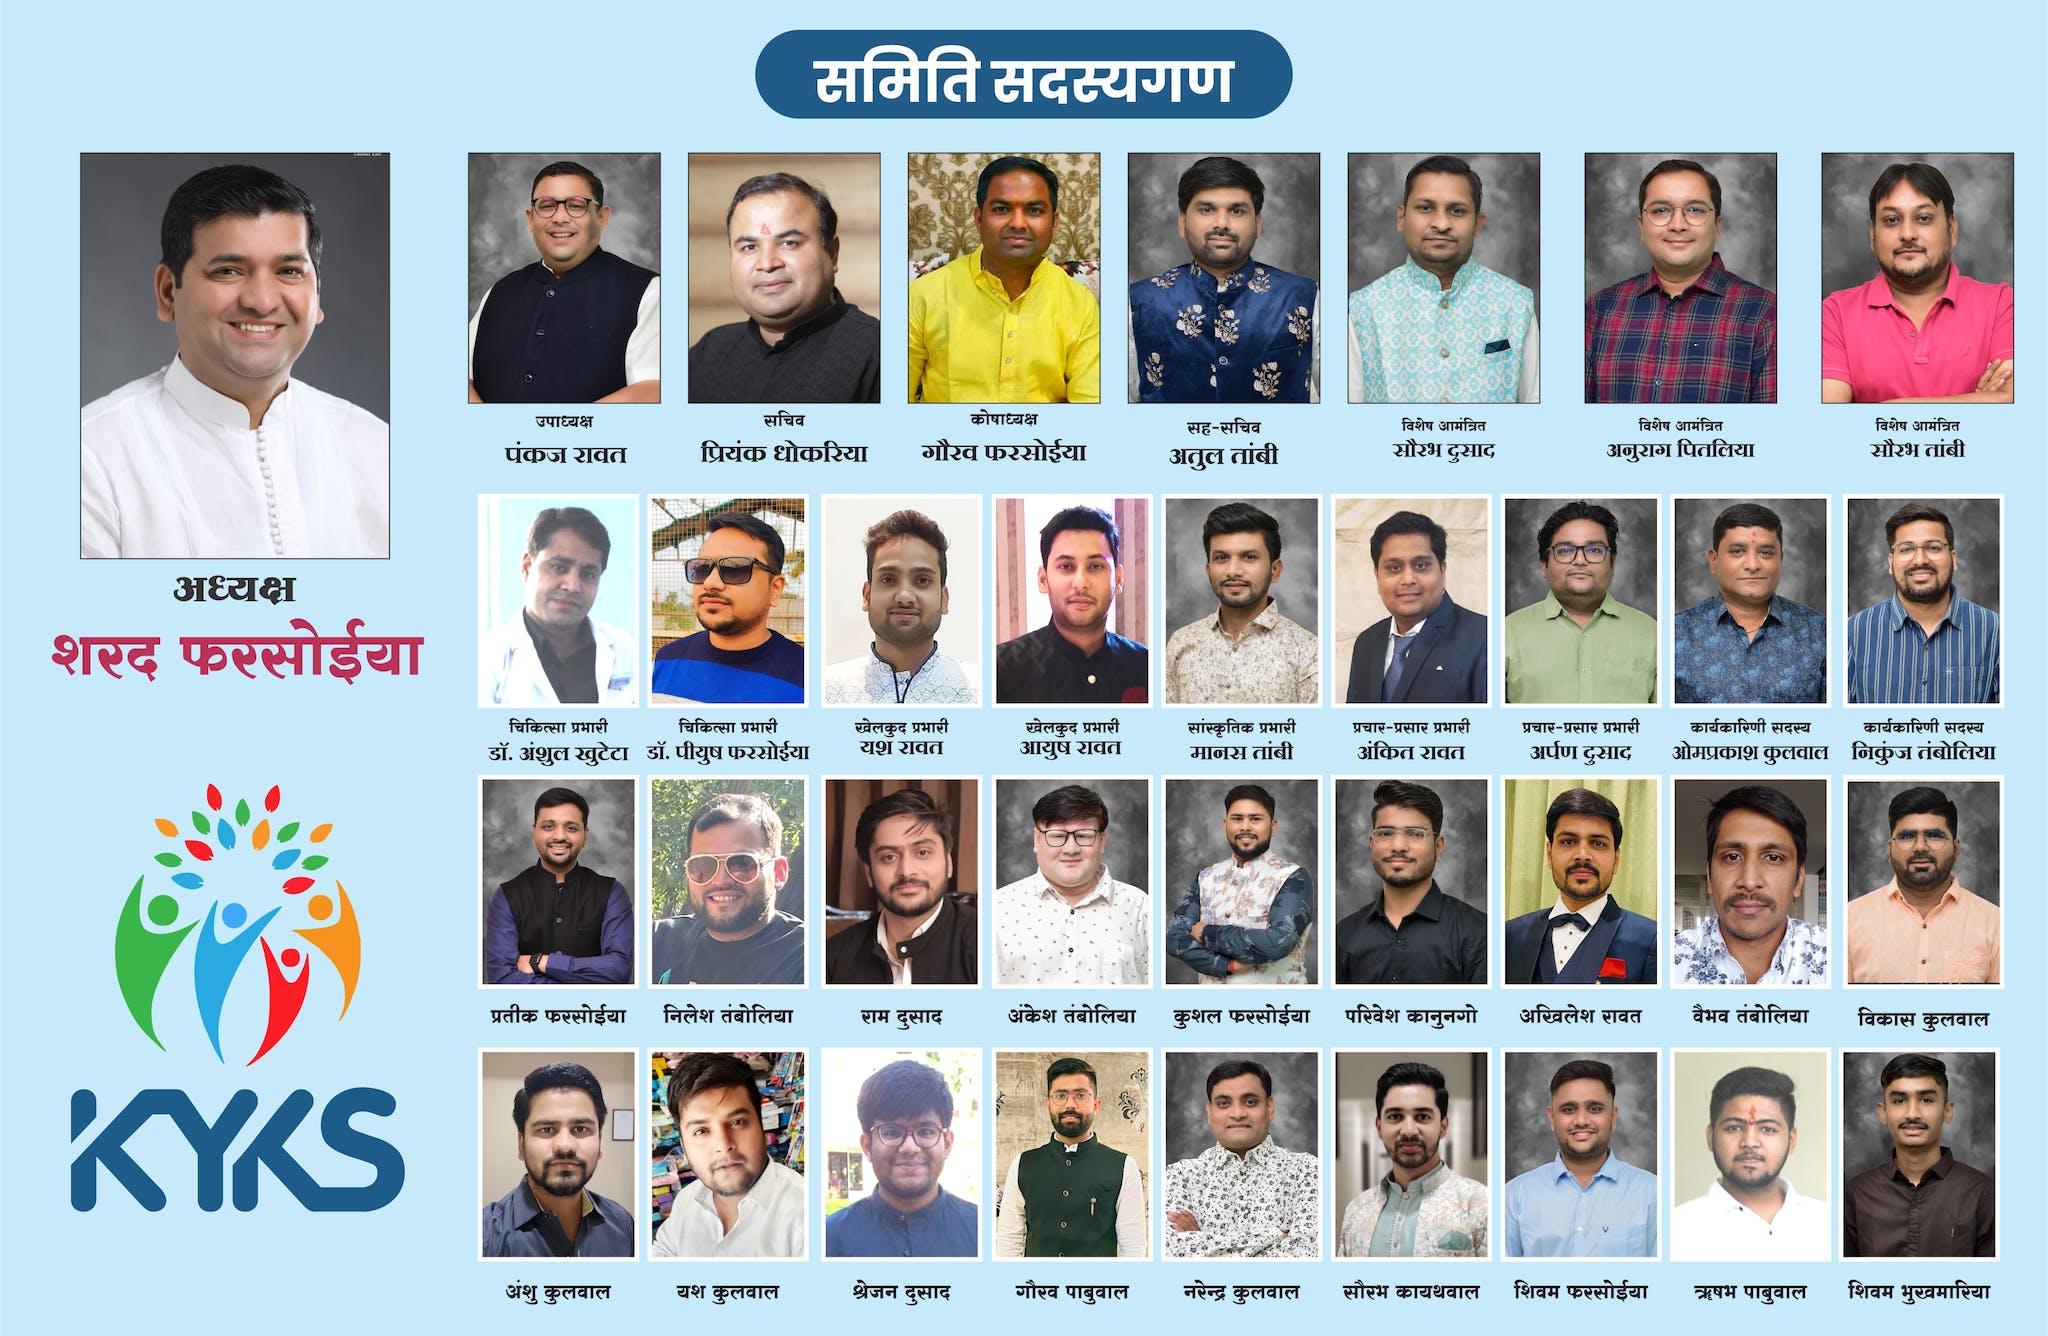 समिति सदस्यगण
अध्यक्ष
शरद फरसोईया
उपाध्यक्ष
पंकज रावत
सचिव
प्रियंक धोकरिया
कोषाध्यक्ष
गौरव फरसोईया
सह-सचिव
अतुल तांबी
विशेष आमंत्रित
सौरभ दुसाद
विशेष आमंत्रित
अनुराग पितलिया
विशेष आमंत्रित
सौरभ तांबी
चिकित्सा प्रभारी
डॉ. अंशुल खुटेटा
चिकित्सा प्रभारी
डॉ. पीयुष फरसोईया
खेलकुद प्रभारी
यश रावत
खेलकुद प्रभारी
आयुष रावत
सांस्कृतिक प्रभारी
मानस तांबी
प्रचार-प्रसार प्रभारी
अंकित रावत
प्रचार-प्रसार प्रभारी
अर्पण दुसाद
कार्यकारिणी सदस्य
ओमप्रकाश कुलवाल
कार्यकारिणी सदस्य
निकुंज तंबोलिया
प्रतीक फरसोईया
निलेश तंबोलिया
राम दुसाद
अंकेश तंबोलिया
कुशल फरसोईया
परिवेश कानुनगो
अखिलेश रावत
वैभव तंबोलिया
विकास कुलवाल
KYKS
अंशु कुलवाल
यश कुलवाल
श्रेजन दुसाद
गौरव पाबुवाल
नरेन्द्र कुलवाल
सौरभ कायथवाल
शिवम फरसोईया
ऋषभ पाबुवाल
शिवम भुखमारिया